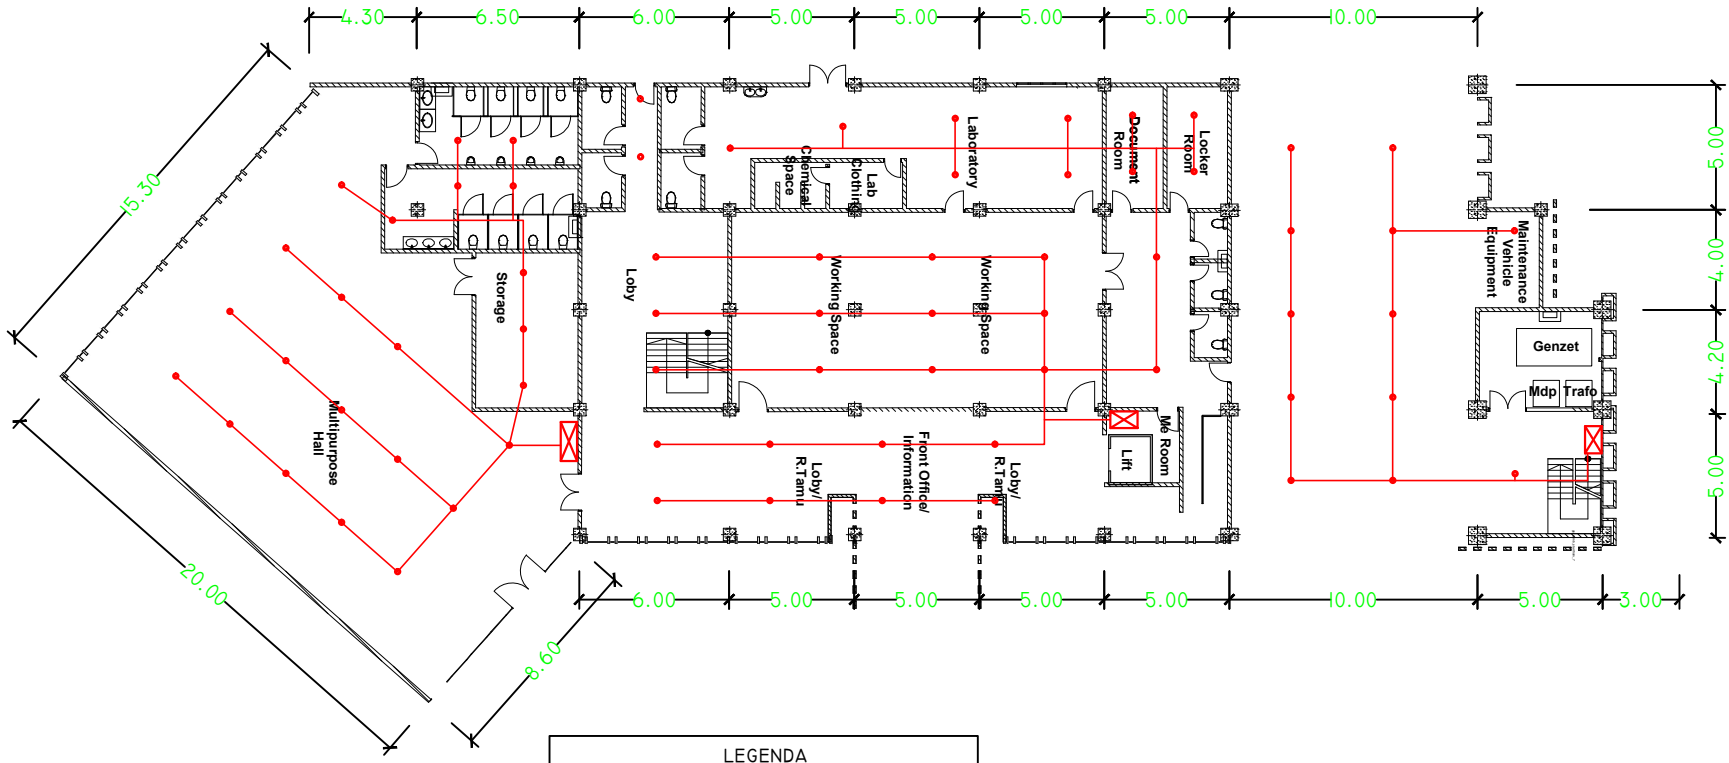 4.30
6.50
6.00
5.00
5.00
5.00
5.00
10.00
15.30
Laboratory
Document
Room
Locker
Room
Chemical
Space
Lab
Clothing
5.00
Loby
Storage
Working Space
Working Space
Maintenance
Vehicle
Equipment
4.00
Genzet
Mdp
Trafo
4.20
Multipurpose
Hall
Loby/
R.Tamu
Front Office/
Information
Loby/
R.Tamu
Me Room
Lift
5.00
20.00
8.60
6.00
5.00
5.00
5.00
5.00
10.00
5.00
3.00
LEGENDA